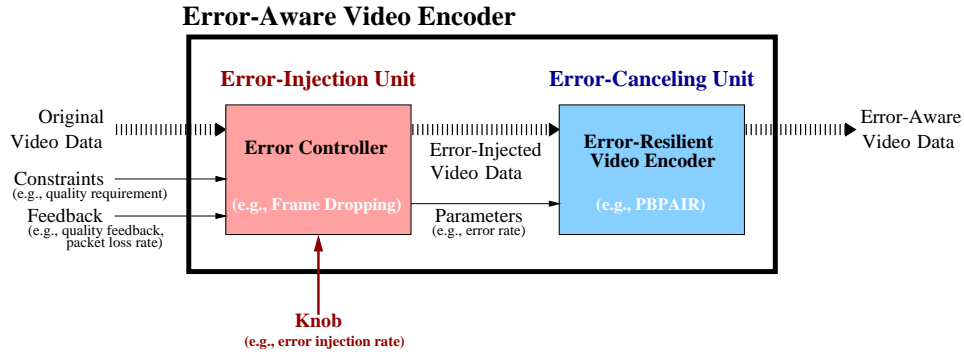 Error-Aware Video Encoder
Error-Injection Unit
Error-Canceling Unit
Original
Video Data
Error Controller
(e.g., Frame Dropping)
Error-Injected
Video Data
Error-Resilient
Video Encoder
(e.g., PBPAIR)
Error-Aware
Video Data
Constraints
(e.g., quality requirement)
Feedback
(e.g., quality feedback,
packet loss rate)
Parameters
(e.g., error rate)
Knob
(e.g., error injection rate)